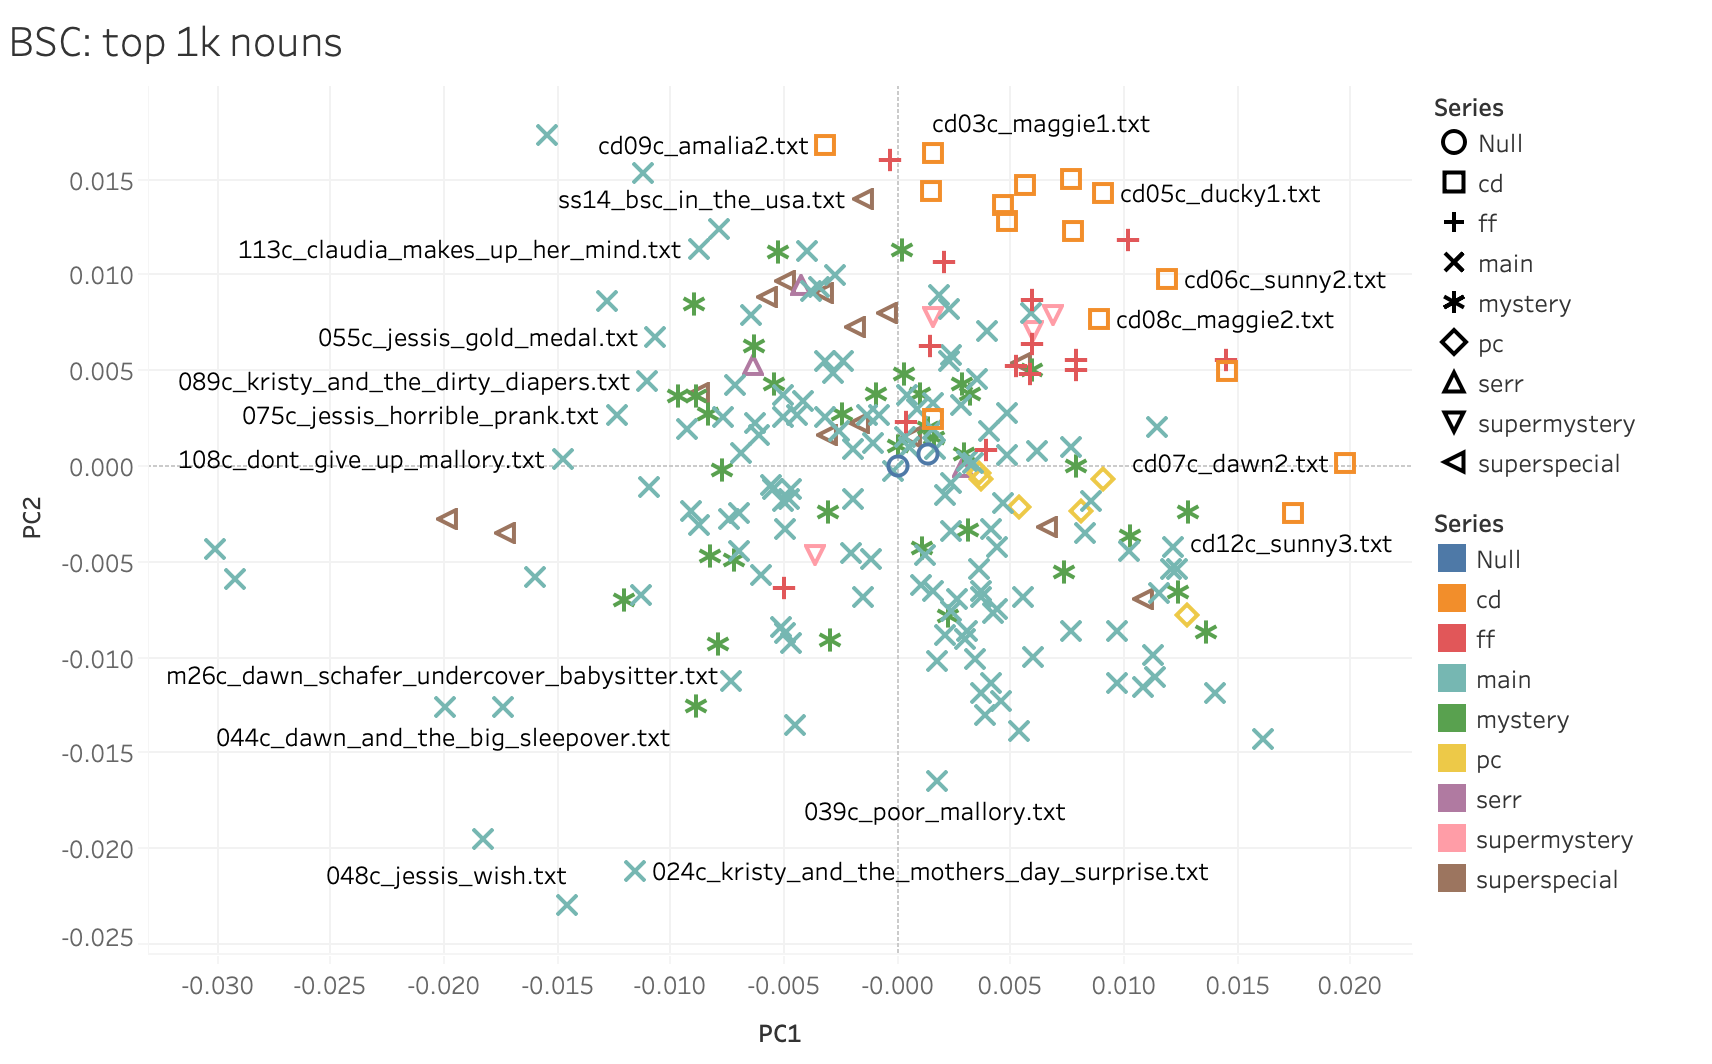 BSC: top 1k nouns
cd03c_maggie1.txt
cd09c_amalia2.txt
cd05c_ducky1.txt
ss14_bsc_in_the_usa.txt
113c_claudia_makes_up_her_mind.txt
cd06c_sunny2.txt
cd08c_maggie2.txt
055c_jessis_gold_medal.txt
089c_kristy_and_the_dirty_diapers.txt
075c_jessis_horrible_prank.txt
108c_dont_give_up_mallory.txt
cd07c_dawn2.txt
cd12c_sunny3.txt
m26c_dawn_schafer_undercover_babysitter.txt
044c_dawn_and_the_big_sleepover.txt
039c_poor_mallory.txt
048c_jessis_wish.txt
024c_kristy_and_the_mothers_day_surprise.txt
PC2
0.015
0.010
0.005
0.000
-0.005
-0.010
-0.015
-0.020
-0.025
-0.030
-0.025
-0.020
-0.015
-0.010
-0.005
-0.000
0.005
0.010
0.015
0.020
PC1
Series
Null
cd
ff
main
mystery
pc
serr
supermystery
superspecial
Series
Null
cd
ff
main
mystery
pc
serr
supermystery
superspecial